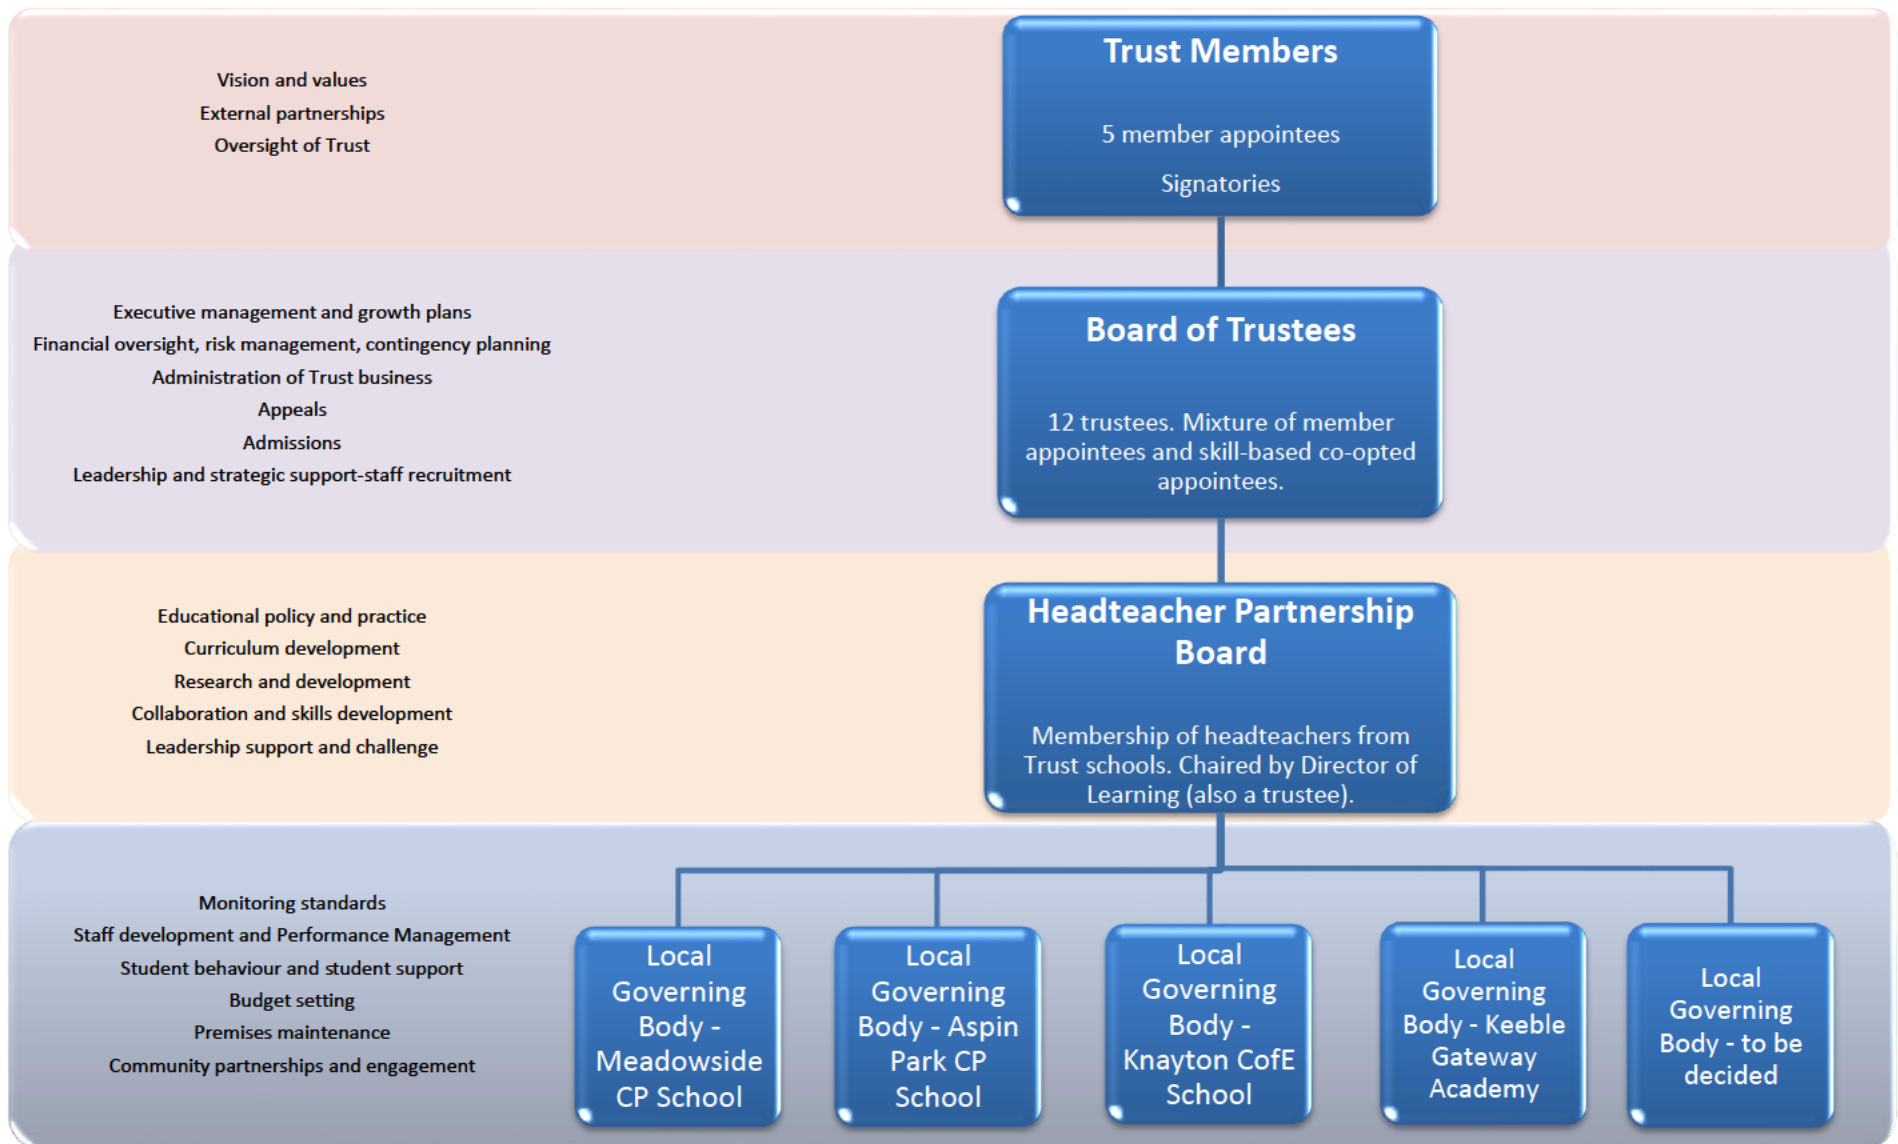 Vision and values
External partnerships
Oversight of Trust
Trust Members
5 member appointees
Signatories
Executive management and growth plans
Financial oversight, risk management, contingency planning
Administration of Trust business
Appeals
Admissions
Leadership and strategic support-staff recruitment
Board of Trustees
12 trustees. Mixture of member
appointees and skill-based co-opted
appointees.
Educational policy and practice
Curriculum development
Research and development
Collaboration and skills development
Leadership support and challenge
Headteacher Partnership
Board
Membership of headteachers from
Trust schools. Chaired by Director of
Learning (also a trustee).
Monitoring standards
Staff development and Performance Management
Student behaviour and student support
Budget setting
Premises maintenance
Community partnerships and engagement
Local
Governing
Body -
Meadowside
CP School
Local
Governing
Body - Aspin
Park CP
School
Local
Governing
Body -
Knayton CofE
School
Local
Governing
Body - Keeble
Gateway
Academy
Local
Governing
Body - to be
decided